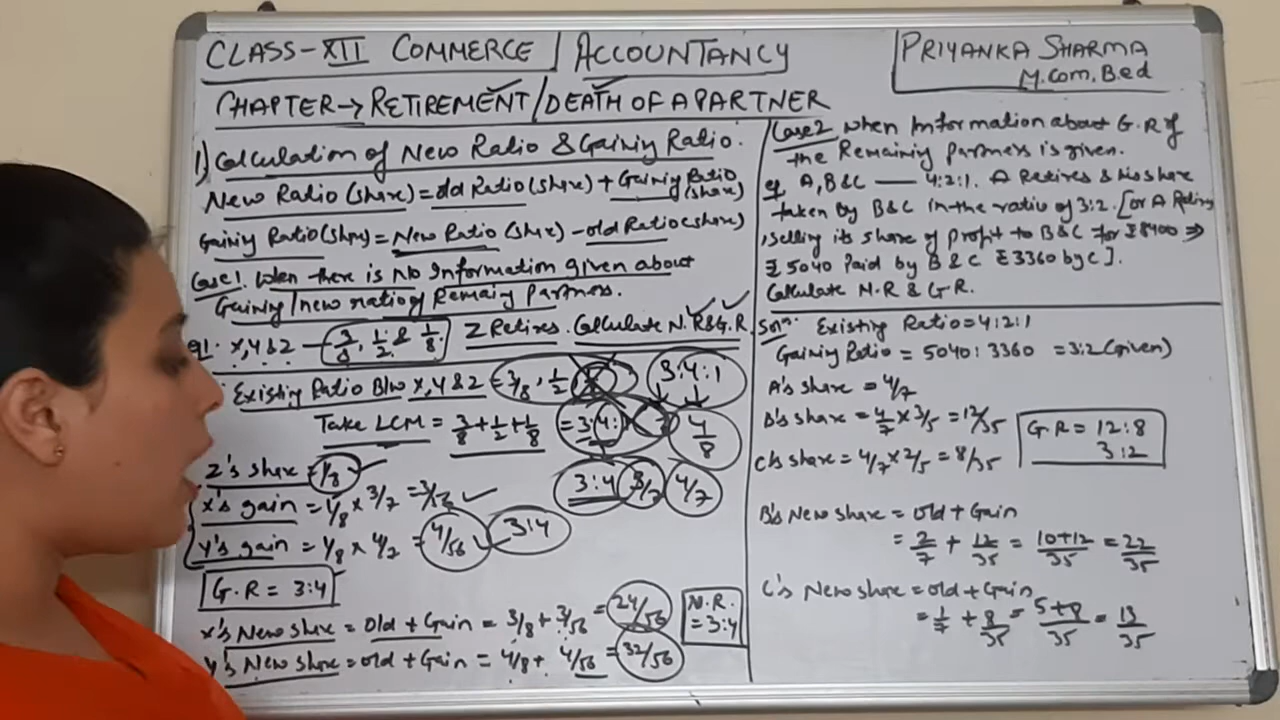 CLASS-XII COMMERCE / ACCOUNTANCY
PRIYANKA SHARMA
M.com, B.ed
CHAPTER → RETIREMENT / DEATH OF A PARTNER
1) Calculation of New Ratio & Gaining Ratio.
New Ratio (share) = old Ratio (share) + Gaining Ratio (share)
Gaining Ratio (share) = New Ratio (share) - old Ratio (share)
Case 1. When there is No Information given about
Gaining / new ratio of Remaing Partners.
Q1. X, Y & Z — 3/8, 1/2 & 1/8. Z Retires. Calculate N.R & G.R.
Existing Ratio B/w X, Y & Z = 3/8, 1/2, 3:4:1
Take LCM = 3/8 + 1/2 + 1/8 = 3:4: 4/8
Z's share = 1/8 3:4 3/7 4/7
X's gain = 1/8 x 3/7 = 3/56
Y's gain = 1/8 x 4/7 = 4/56 3:4
G.R = 3:4
X's New share = Old + Gain = 3/8 + 3/56 = 24/56
N.R. = 3:4
Y's New share = old + Gain = 4/8 + 4/56 = 32/56
Case 2 When Information about G.R of
the Remaining Partners is given.
eg A, B & C — 4:2:1. A Retires & his share
taken by B & C in the ratio of 3:2. [or A Retires
, selling its share of profit to B & C for ₹ 8400 ⇒
₹ 5040 Paid by B & ₹ 3360 by C].
Calculate N.R & G.R.
Soln: Existing Ratio = 4:2:1
Gaining Ratio = 5040 : 3360 = 3:2 (given)
A's share = 4/7
B's share = 4/7 x 3/5 = 12/35
C's share = 4/7 x 2/5 = 8/35
G.R = 12:8
3:2
B's New share = old + Gain
= 2/7 + 12/35 = 10+12/35 = 22/35
C's New share = old + Gain
= 1/7 + 8/35 = 5+8/35 = 13/35